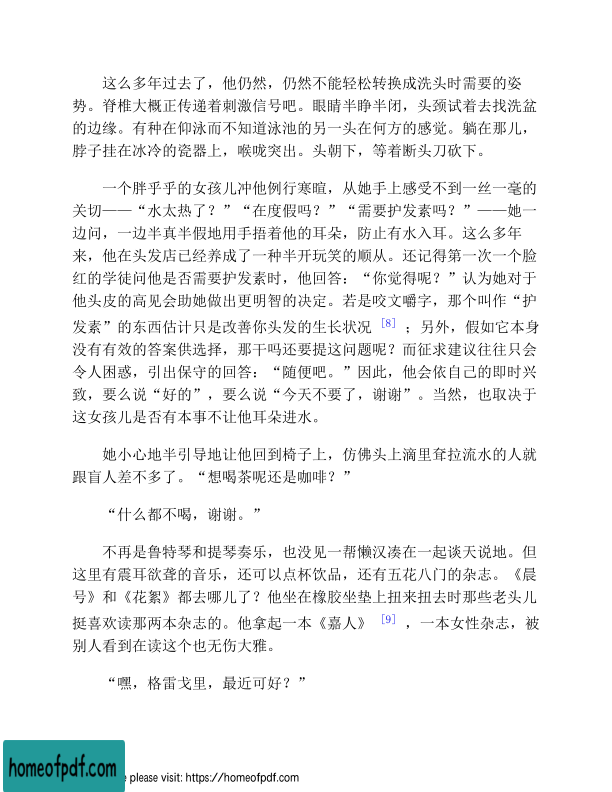 这么多年过去了，他仍然，仍然不能轻松转换成洗头时需要的姿
势。脊椎大概正传递着刺激信号吧。眼睛半睁半闭，头颈试着去找洗盆
的边缘。有种在仰泳而不知道泳池的另一头在何方的感觉。躺在那儿，
脖子挂在冰冷的瓷器上，喉咙突出。头朝下，等着断头刀砍下。
一个胖乎乎的女孩儿冲他例行寒暄，从她手上感受不到一丝一毫的
关切——“水太热了？”“在度假吗？”“需要护发素吗？”——她一
边问，一边半真半假地用手捂着他的耳朵，防止有水入耳。这么多年
来，他在头发店已经养成了一种半开玩笑的顺从。还记得第一次一个脸
红的学徒问他是否需要护发素时，他回答：“你觉得呢？”认为她对于
他头皮的高见会助她做出更明智的决定。若是咬文嚼字，那个叫作“护
发素”的东西估计只是改善你头发的生长状况 [8] ；另外，假如它本身
没有有效的答案供选择，那干吗还要提这问题呢？而征求建议往往只会
令人困惑，引出保守的回答：“随便吧。”因此，他会依自己的即时兴
致，要么说“好的”，要么说“今天不要了，谢谢”。当然，也取决于
这女孩儿是否有本事不让他耳朵进水。
她小心地半引导地让他回到椅子上，仿佛头上滴里耷拉流水的人就
跟盲人差不多了。“想喝茶呢还是咖啡？”
“什么都不喝，谢谢。”
不再是鲁特琴和提琴奏乐，也没见一帮懒汉凑在一起谈天说地。但
这里有震耳欲聋的音乐，还可以点杯饮品，还有五花八门的杂志。《晨
号》和《花絮》都去哪儿了？他坐在橡胶坐垫上扭来扭去时那些老头儿
挺喜欢读那两本杂志的。他拿起一本《嘉人》 [9] ，一本女性杂志，被
别人看到在读这个也无伤大雅。
“嘿，格雷戈里，最近可好？”
homeofpdf.com
e please visit: https://homeofpdf.com